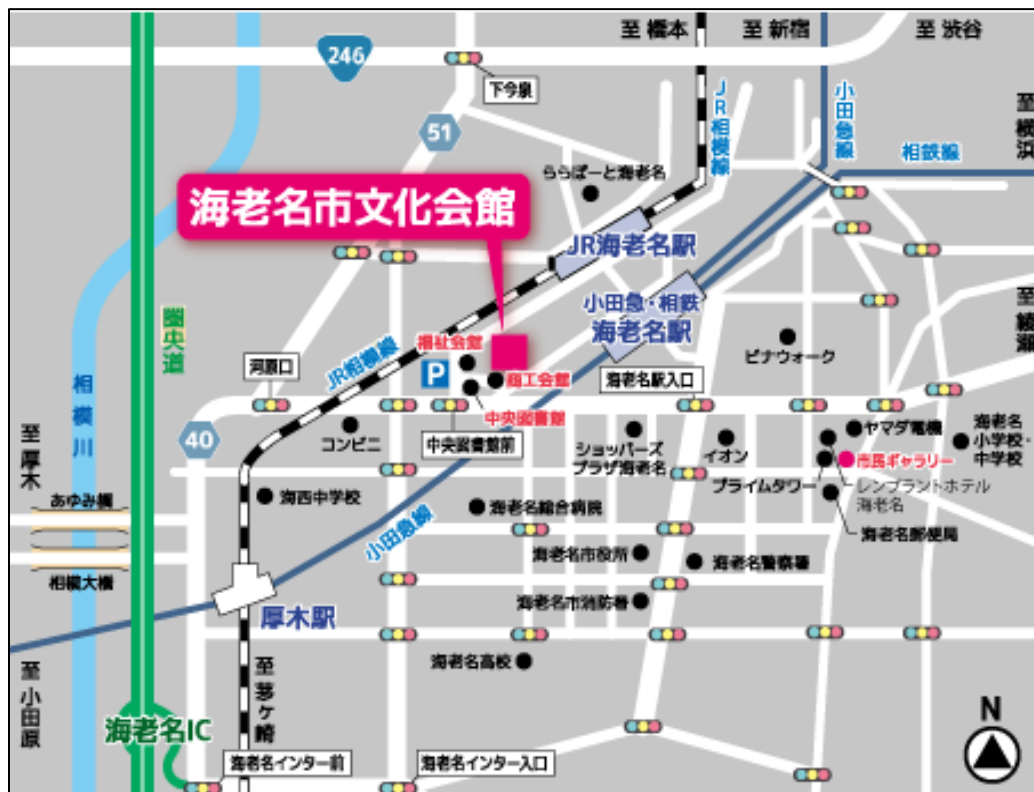 至 橋本
至 新宿
至 渋谷
246
下今泉
51
JR相模線
小田急線
至 横浜
相鉄線
ららぽーと海老名
海老名市文化会館
JR海老名駅
小田急・相鉄
海老名駅
至 綾瀬
圏央道
相模川
JR相模線
福祉会館
P
商工会館
中央図書館
ビナウォーク
河原口
海老名駅入口
至 厚木
40
コンビニ
中央図書館前
ショッパーズ
プラザ海老名
イオン
ヤマダ電機
市民ギャラリー
プライムタワー
レンブラントホテル
海老名
海老名
小学校・
中学校
海老名郵便局
あゆみ橋
海西中学校
海老名総合病院
小田急線
相模大橋
海老名市役所
海老名警察署
厚木駅
海老名市消防署
至 小田原
至 茅ヶ崎
海老名高校
海老名IC
海老名インター前
海老名インター入口
N